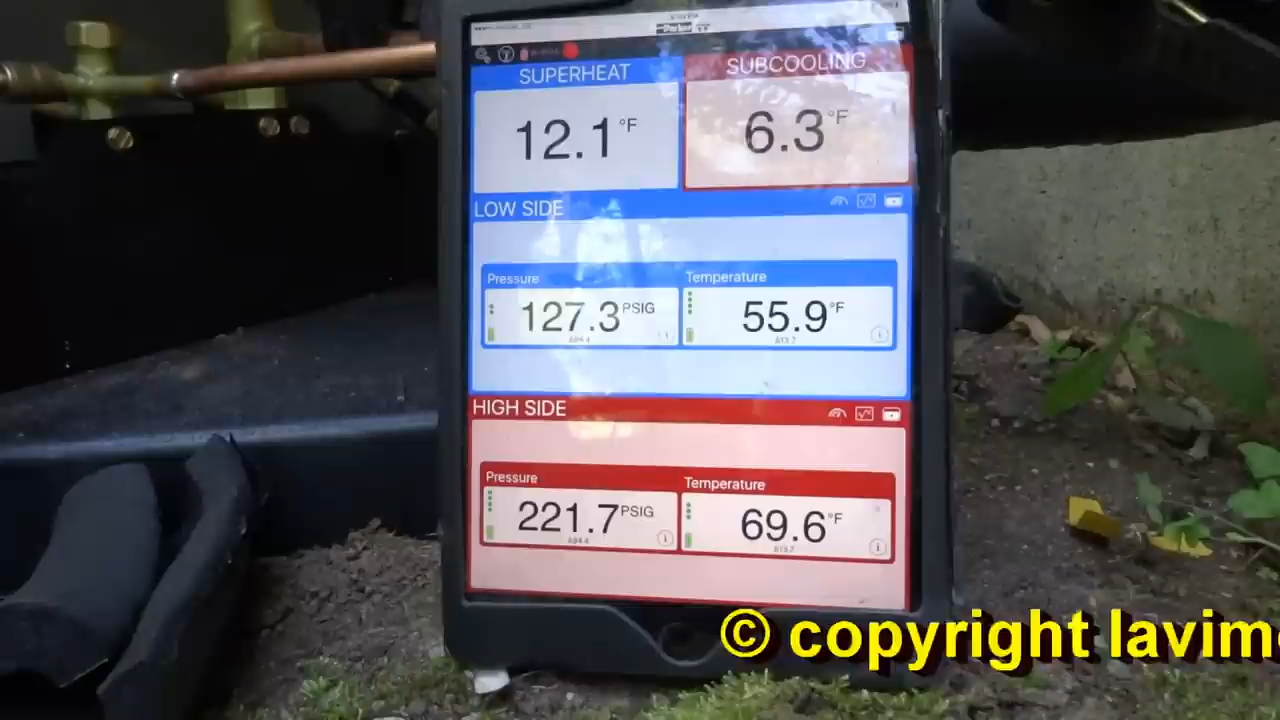 SUPERHEAT
SUBCOOLING
12.1°F
6.3°F
LOW SIDE
Pressure
Temperature
127.3 PSIG
55.9°F
HIGH SIDE
Pressure
Temperature
221.7 PSIG
69.6°F
© copyright lavim